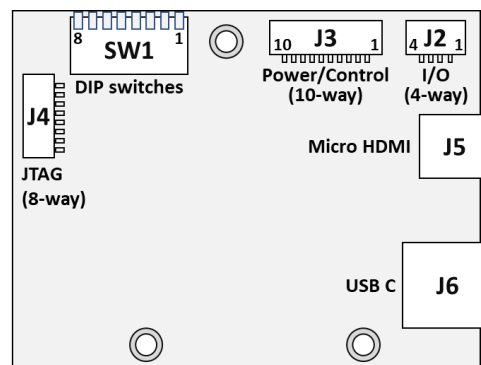 8 1
SW1
DIP switches
10 J3 1
Power/Control
(10-way)
4 J2 1
I/O
(4-way)
J4
JTAG
(8-way)
Micro HDMI J5
USB C J6